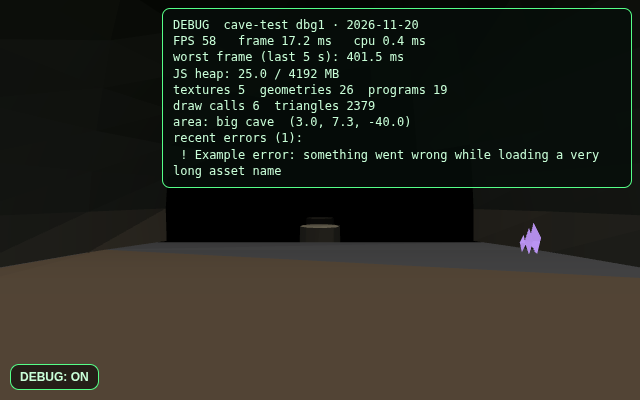 DEBUG  cave-test dbg1 · 2026-11-20
FPS 58   frame 17.2 ms   cpu 0.4 ms
worst frame (last 5 s): 401.5 ms
JS heap: 25.0 / 4192 MB
textures 5  geometries 26  programs 19
draw calls 6  triangles 2379
area: big cave  (3.0, 7.3, -40.0)
recent errors (1):
 ! Example error: something went wrong while loading a very
long asset name
DEBUG: ON